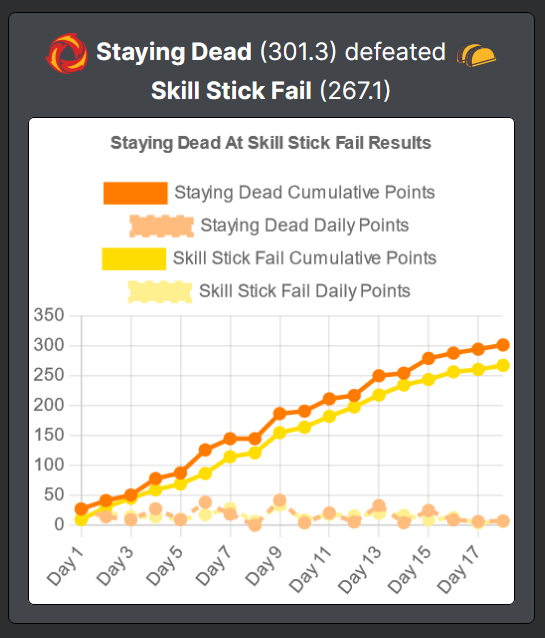 Staying Dead (301.3) defeated
Skill Stick Fail (267.1)
Staying Dead At Skill Stick Fail Results
Staying Dead Cumulative Points
Staying Dead Daily Points
Skill Stick Fail Cumulative Points
Skill Stick Fail Daily Points
350
300
250
200
150
100
50
0
Day 1
Day 3
Day 5
Day 7
Day 9
Day 11
Day 13
Day 15
Day 17